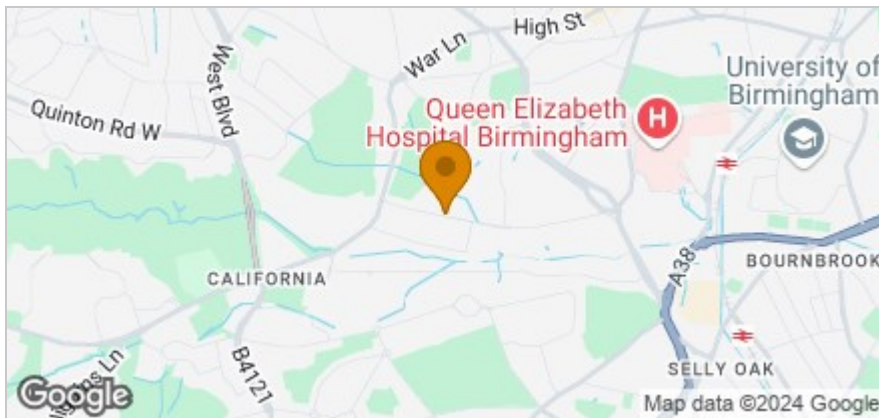 High St
War Ln
West Blvd
University of
Birmingham
Quinton Rd W
Queen Elizabeth
Hospital Birmingham
H
A38
BOURNBROOK
CALIFORNIA
B4121
SELLY OAK
Google
Map data ©2024 Google